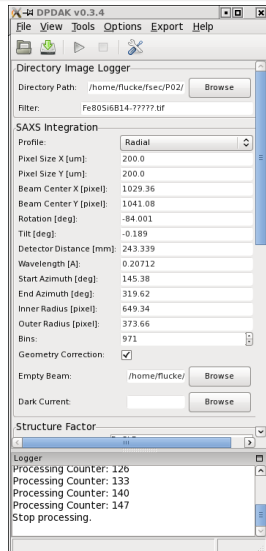 DPDAK v0.3.4
File View Tools Options Export Help
Directory Image Logger
Directory Path: /home/flucke/fsec/P02/ Browse
Filter: Fe80Si6B14-?????.tif
SAXS Integration
Profile: Radial
Pixel Size X [um]: 200.0
Pixel Size Y [um]: 200.0
Beam Center X [pixel]: 1029.36
Beam Center Y [pixel]: 1041.08
Rotation [deg]: -84.001
Tilt [deg]: -0.189
Detector Distance [mm]: 243.339
Wavelength [A]: 0.20712
Start Azimuth [deg]: 145.38
End Azimuth [deg]: 319.62
Inner Radius [pixel]: 649.34
Outer Radius [pixel]: 373.66
Bins: 971
Geometry Correction:
Empty Beam: /home/flucke/ Browse
Dark Current: Browse
Structure Factor
Logger
Processing Counter: 126
Processing Counter: 133
Processing Counter: 140
Processing Counter: 147
Stop processing.